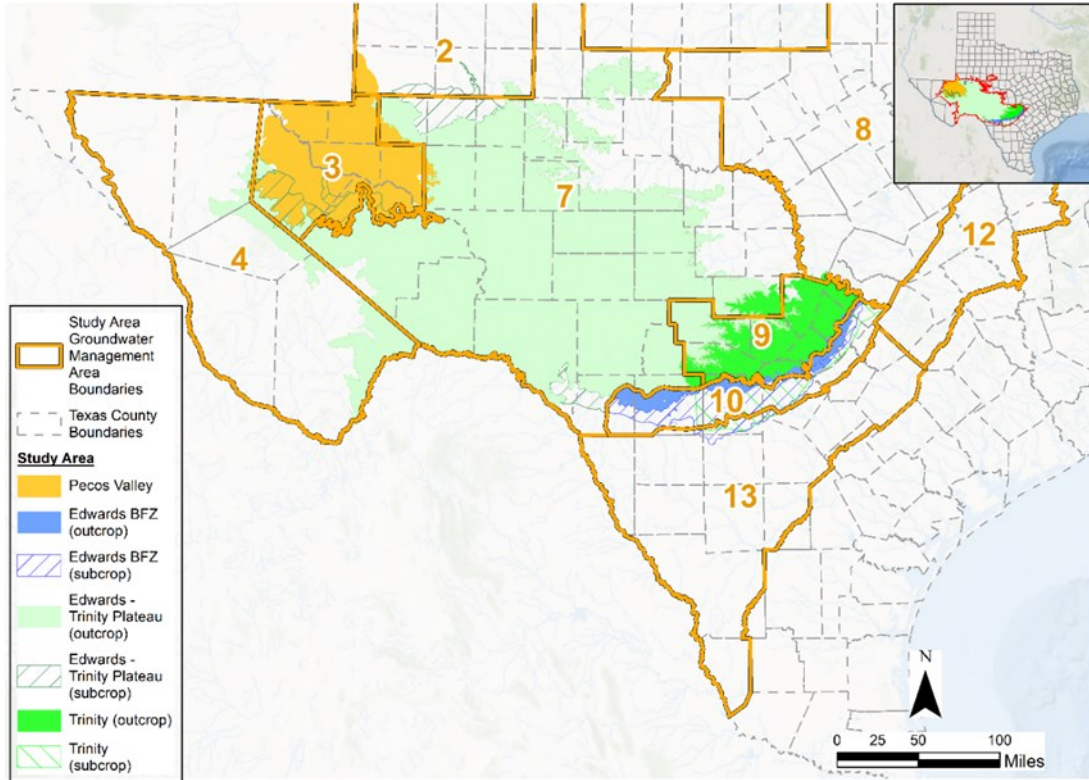 2
8
3
7
12
4
9
10
13
Study Area
Groundwater
Management
Area
Boundaries
Texas County
Boundaries
Study Area
Pecos Valley
Edwards BFZ
(outcrop)
Edwards BFZ
(subcrop)
Edwards -
Trinity Plateau
(outcrop)
Edwards -
Trinity Plateau
(subcrop)
Trinity (outcrop)
Trinity
(subcrop)
N
0 25 50 100
Miles